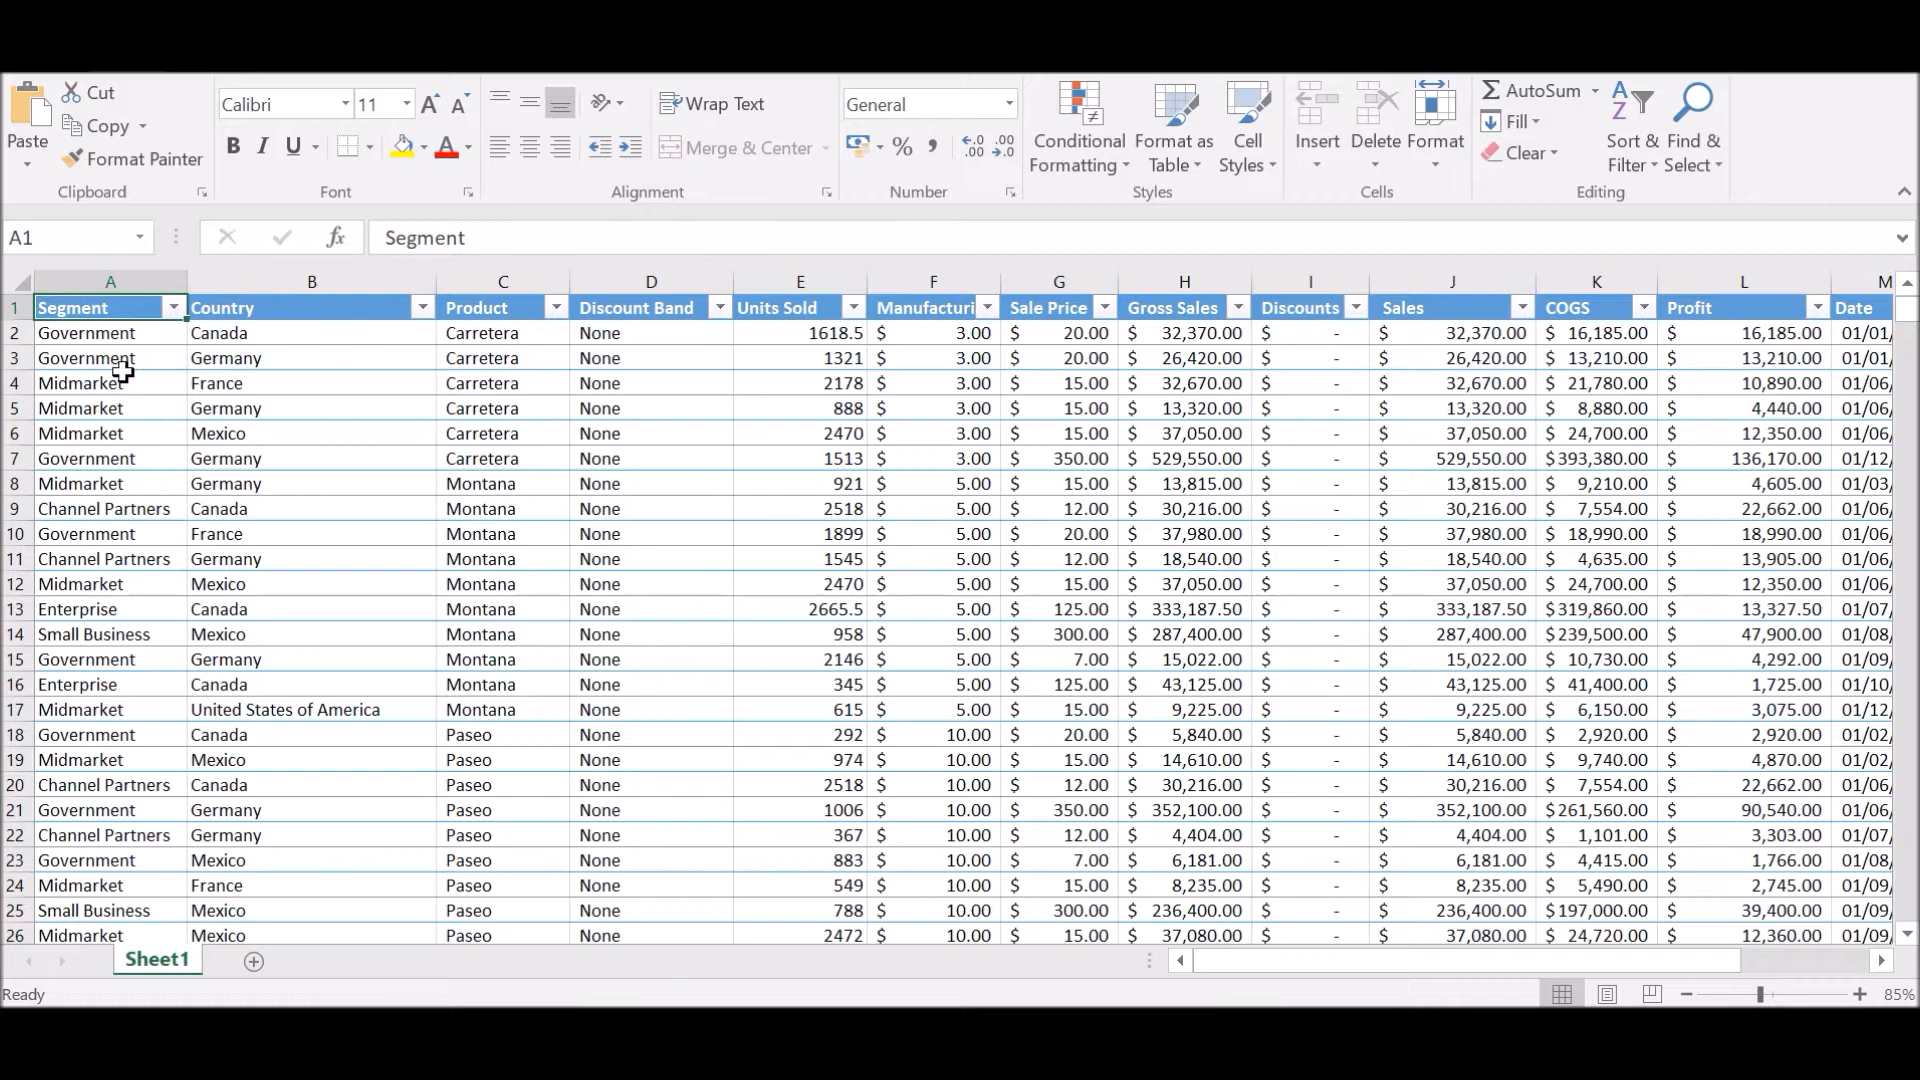 Cut
Copy
Format Painter
Paste
Clipboard
Calibri 11 A A
B I U A
Font
Wrap Text
Merge & Center
Alignment
General
% , .0 .00 .00 .0
Number
Conditional Formatting
Format as Table
Cell Styles
Styles
Insert Delete Format
Cells
AutoSum
Fill
Clear
Sort & Filter
Find & Select
Editing
A1 fx Segment
A B C D E F G H I J K L M
1 Segment Country Product Discount Band Units Sold Manufacturi Sale Price Gross Sales Discounts Sales COGS Profit Date
2 Government Canada Carretera None 1618.5 $ 3.00 $ 20.00 $ 32,370.00 $ - $ 32,370.00 $ 16,185.00 $ 16,185.00 01/01/
3 Government Germany Carretera None 1321 $ 3.00 $ 20.00 $ 26,420.00 $ - $ 26,420.00 $ 13,210.00 $ 13,210.00 01/01/
4 Midmarket France Carretera None 2178 $ 3.00 $ 15.00 $ 32,670.00 $ - $ 32,670.00 $ 21,780.00 $ 10,890.00 01/06/
5 Midmarket Germany Carretera None 888 $ 3.00 $ 15.00 $ 13,320.00 $ - $ 13,320.00 $ 8,880.00 $ 4,440.00 01/06/
6 Midmarket Mexico Carretera None 2470 $ 3.00 $ 15.00 $ 37,050.00 $ - $ 37,050.00 $ 24,700.00 $ 12,350.00 01/06/
7 Government Germany Carretera None 1513 $ 3.00 $ 350.00 $ 529,550.00 $ - $ 529,550.00 $393,380.00 $ 136,170.00 01/12/
8 Midmarket Germany Montana None 921 $ 5.00 $ 15.00 $ 13,815.00 $ - $ 13,815.00 $ 9,210.00 $ 4,605.00 01/03/
9 Channel Partners Canada Montana None 2518 $ 5.00 $ 12.00 $ 30,216.00 $ - $ 30,216.00 $ 7,554.00 $ 22,662.00 01/06/
10 Government France Montana None 1899 $ 5.00 $ 20.00 $ 37,980.00 $ - $ 37,980.00 $ 18,990.00 $ 18,990.00 01/06/
11 Channel Partners Germany Montana None 1545 $ 5.00 $ 12.00 $ 18,540.00 $ - $ 18,540.00 $ 4,635.00 $ 13,905.00 01/06/
12 Midmarket Mexico Montana None 2470 $ 5.00 $ 15.00 $ 37,050.00 $ - $ 37,050.00 $ 24,700.00 $ 12,350.00 01/06/
13 Enterprise Canada Montana None 2665.5 $ 5.00 $ 125.00 $ 333,187.50 $ - $ 333,187.50 $319,860.00 $ 13,327.50 01/07/
14 Small Business Mexico Montana None 958 $ 5.00 $ 300.00 $ 287,400.00 $ - $ 287,400.00 $239,500.00 $ 47,900.00 01/08/
15 Government Germany Montana None 2146 $ 5.00 $ 7.00 $ 15,022.00 $ - $ 15,022.00 $ 10,730.00 $ 4,292.00 01/09/
16 Enterprise Canada Montana None 345 $ 5.00 $ 125.00 $ 43,125.00 $ - $ 43,125.00 $ 41,400.00 $ 1,725.00 01/10/
17 Midmarket United States of America Montana None 615 $ 5.00 $ 15.00 $ 9,225.00 $ - $ 9,225.00 $ 6,150.00 $ 3,075.00 01/12/
18 Government Canada Paseo None 292 $ 10.00 $ 20.00 $ 5,840.00 $ - $ 5,840.00 $ 2,920.00 $ 2,920.00 01/02/
19 Midmarket Mexico Paseo None 974 $ 10.00 $ 15.00 $ 14,610.00 $ - $ 14,610.00 $ 9,740.00 $ 4,870.00 01/02/
20 Channel Partners Canada Paseo None 2518 $ 10.00 $ 12.00 $ 30,216.00 $ - $ 30,216.00 $ 7,554.00 $ 22,662.00 01/06/
21 Government Germany Paseo None 1006 $ 10.00 $ 350.00 $ 352,100.00 $ - $ 352,100.00 $261,560.00 $ 90,540.00 01/06/
22 Channel Partners Germany Paseo None 367 $ 10.00 $ 12.00 $ 4,404.00 $ - $ 4,404.00 $ 1,101.00 $ 3,303.00 01/07/
23 Government Mexico Paseo None 883 $ 10.00 $ 7.00 $ 6,181.00 $ - $ 6,181.00 $ 4,415.00 $ 1,766.00 01/08/
24 Midmarket France Paseo None 549 $ 10.00 $ 15.00 $ 8,235.00 $ - $ 8,235.00 $ 5,490.00 $ 2,745.00 01/09/
25 Small Business Mexico Paseo None 788 $ 10.00 $ 300.00 $ 236,400.00 $ - $ 236,400.00 $197,000.00 $ 39,400.00 01/09/
26 Midmarket Mexico Paseo None 2472 $ 10.00 $ 15.00 $ 37,080.00 $ - $ 37,080.00 $ 24,720.00 $ 12,360.00 01/09/
Sheet1
Ready 85%